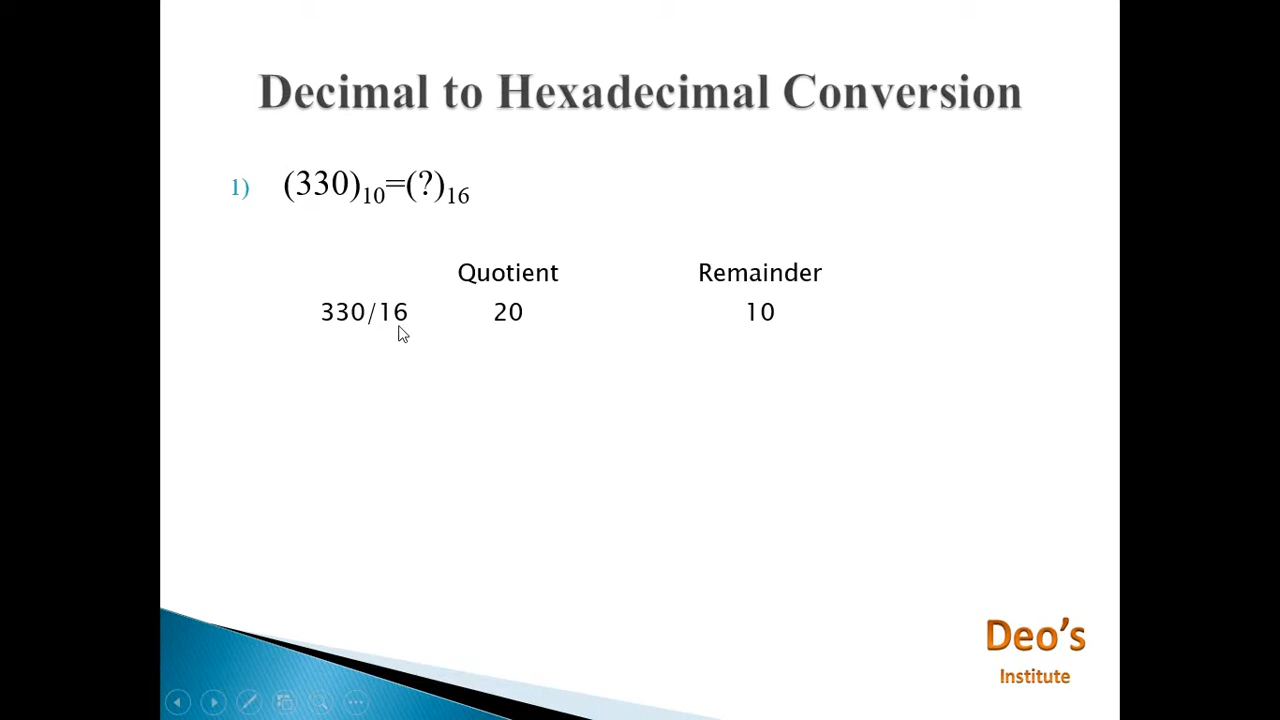 Decimal to Hexadecimal Conversion
1) (330)₁₀=(?)₁₆
Quotient Remainder
330/16 20 10
Deo's
Institute